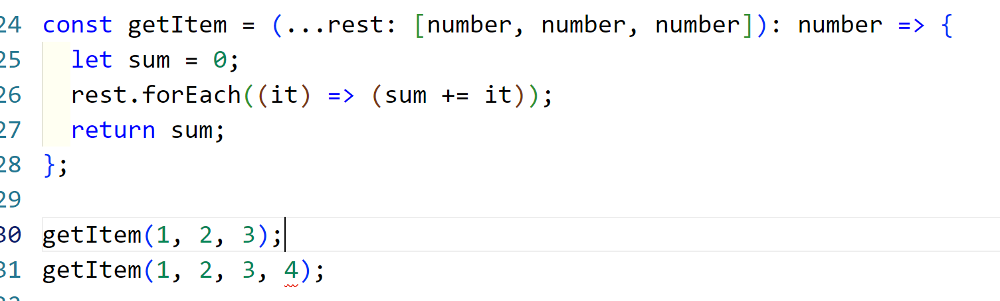 24 const getItem = (...rest: [number, number, number]): number => {
25 let sum = 0;
26 rest.forEach((it) => (sum += it));
27 return sum;
28 };
29
30 getItem(1, 2, 3);
31 getItem(1, 2, 3, 4);